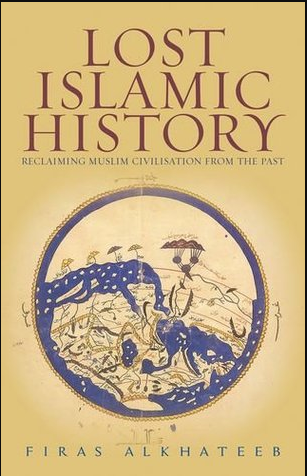 LOST
ISLAMIC
HISTORY
RECLAIMING MUSLIM CIVILISATION FROM THE PAST
FIRAS ALKHATEEB